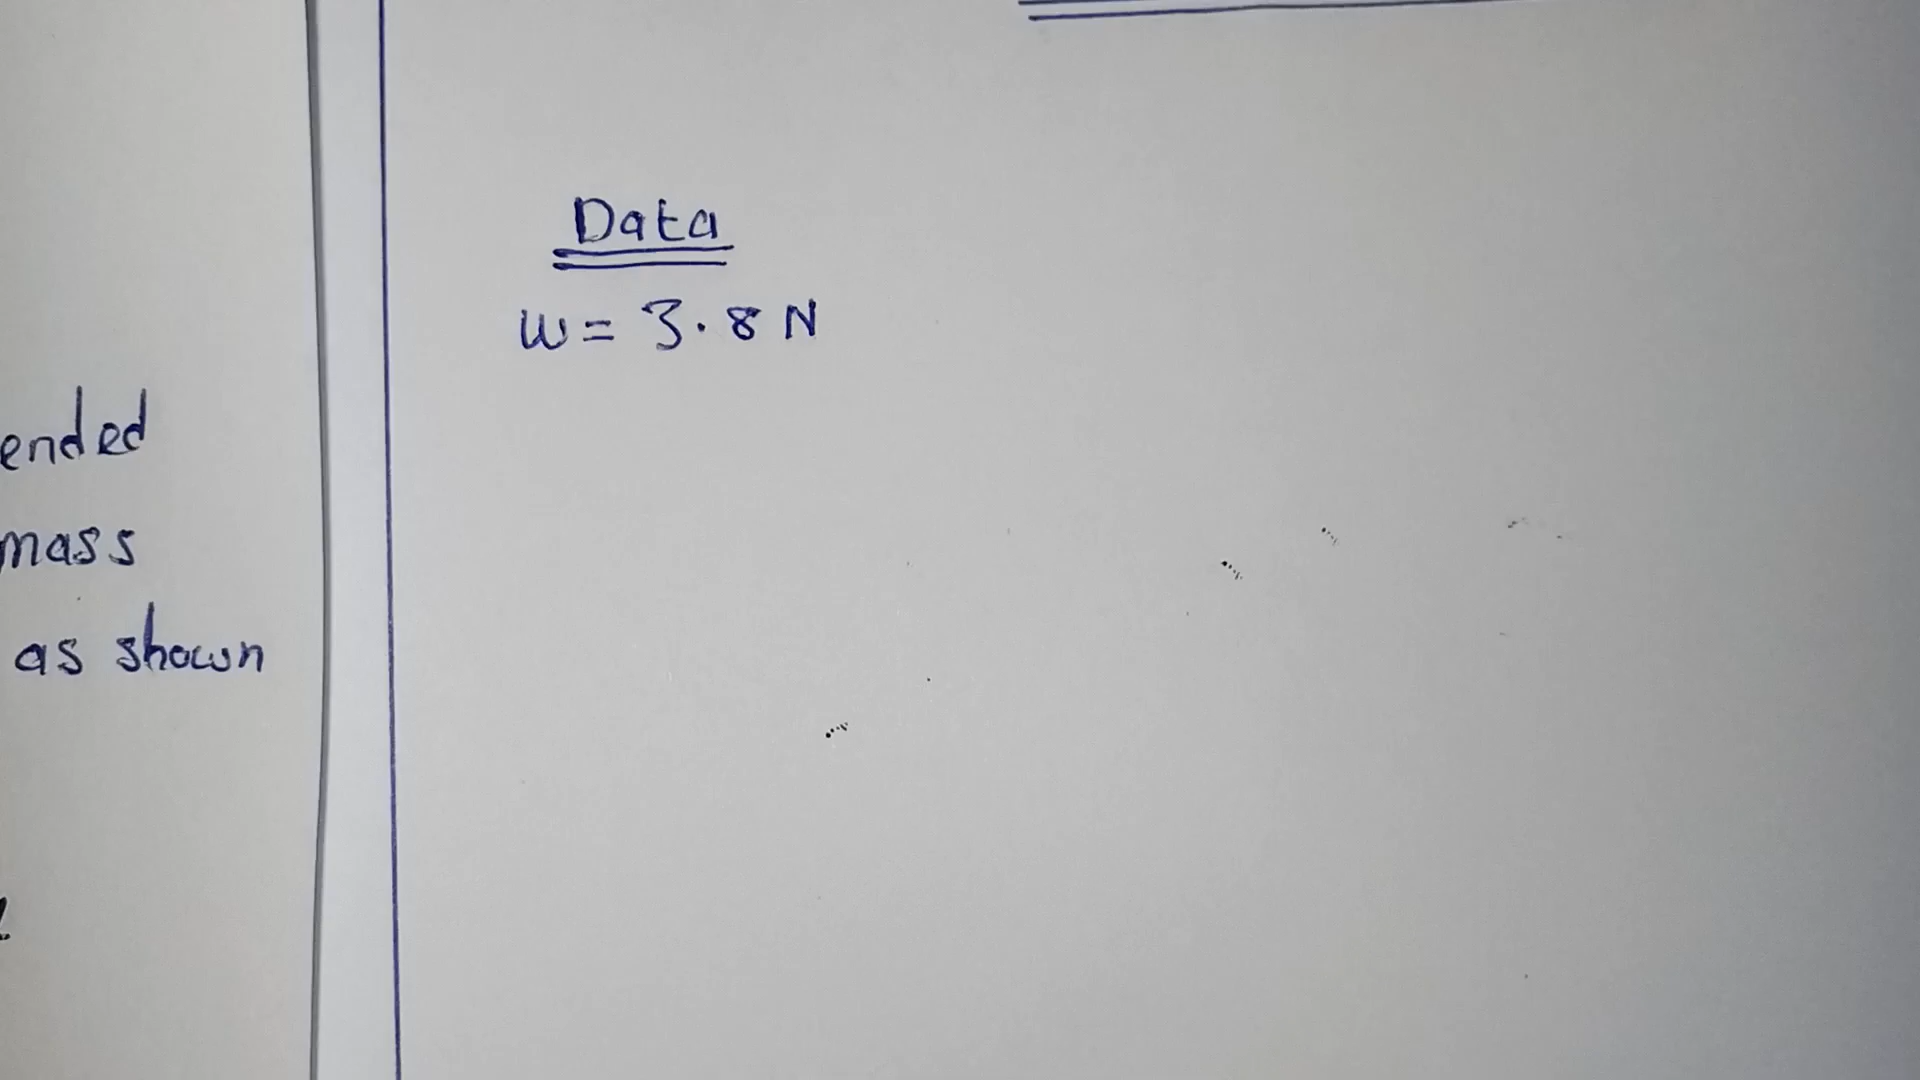 Data
W = 3.8 N
ended
mass
as shown